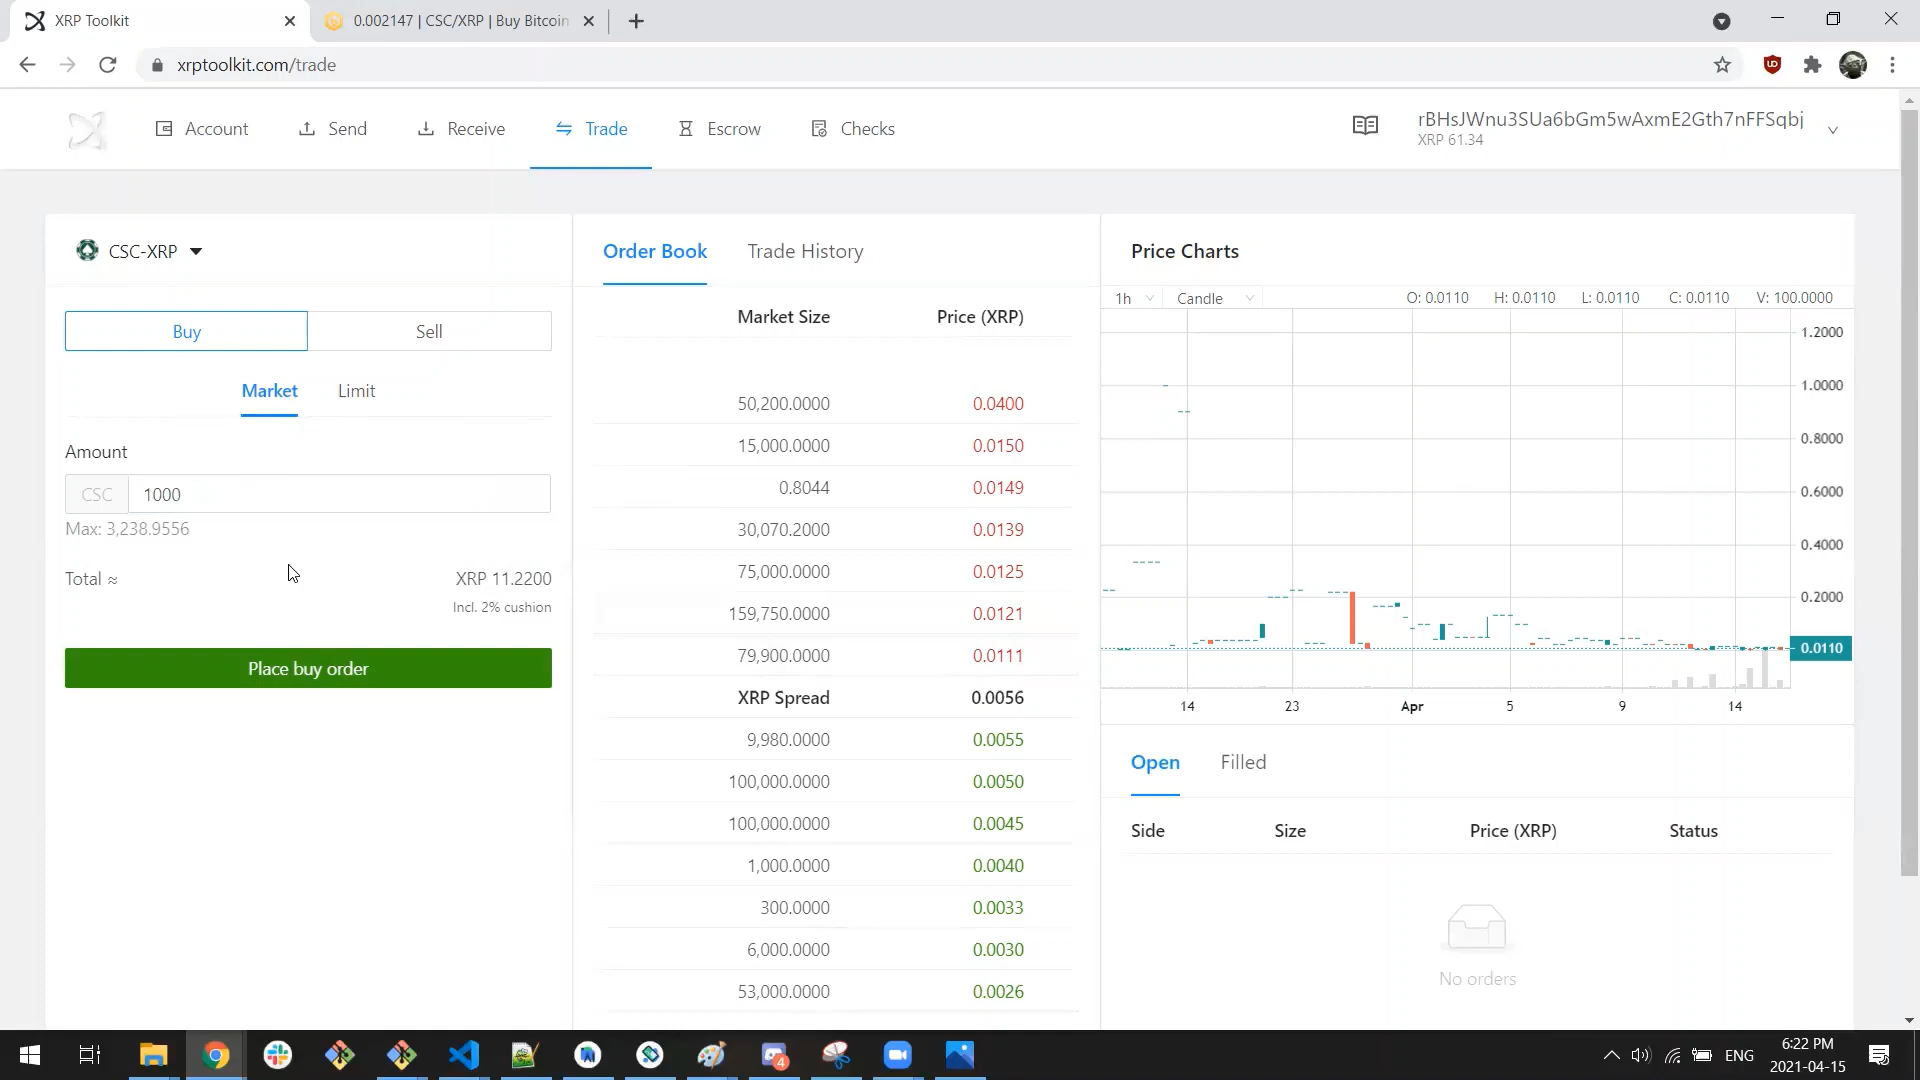 XRP Toolkit
0.002147 | CSC/XRP | Buy Bitcoin
xrptoolkit.com/trade
Account
Send
Receive
Trade
Escrow
Checks
rBHsJWnu3SUa6bGm5wAxmE2Gth7nFFSqbj
XRP 61.34
CSC-XRP
Buy
Sell
Market
Limit
Amount
CSC 1000
Max: 3,238.9556
Total ≈ XRP 11.2200
Incl. 2% cushion
Place buy order
Order Book
Trade History
Market Size Price (XRP)
50,200.0000 0.0400
15,000.0000 0.0150
0.8044 0.0149
30,070.2000 0.0139
75,000.0000 0.0125
159,750.0000 0.0121
79,900.0000 0.0111
XRP Spread 0.0056
9,980.0000 0.0055
100,000.0000 0.0050
100,000.0000 0.0045
1,000.0000 0.0040
300.0000 0.0033
6,000.0000 0.0030
53,000.0000 0.0026
Price Charts
1h Candle O: 0.0110 H: 0.0110 L: 0.0110 C: 0.0110 V: 100.0000
1.2000
1.0000
0.8000
0.6000
0.4000
0.2000
0.0110
14 23 Apr 5 9 14
Open
Filled
Side Size Price (XRP) Status
No orders
4
ENG
6:22 PM
2021-04-15